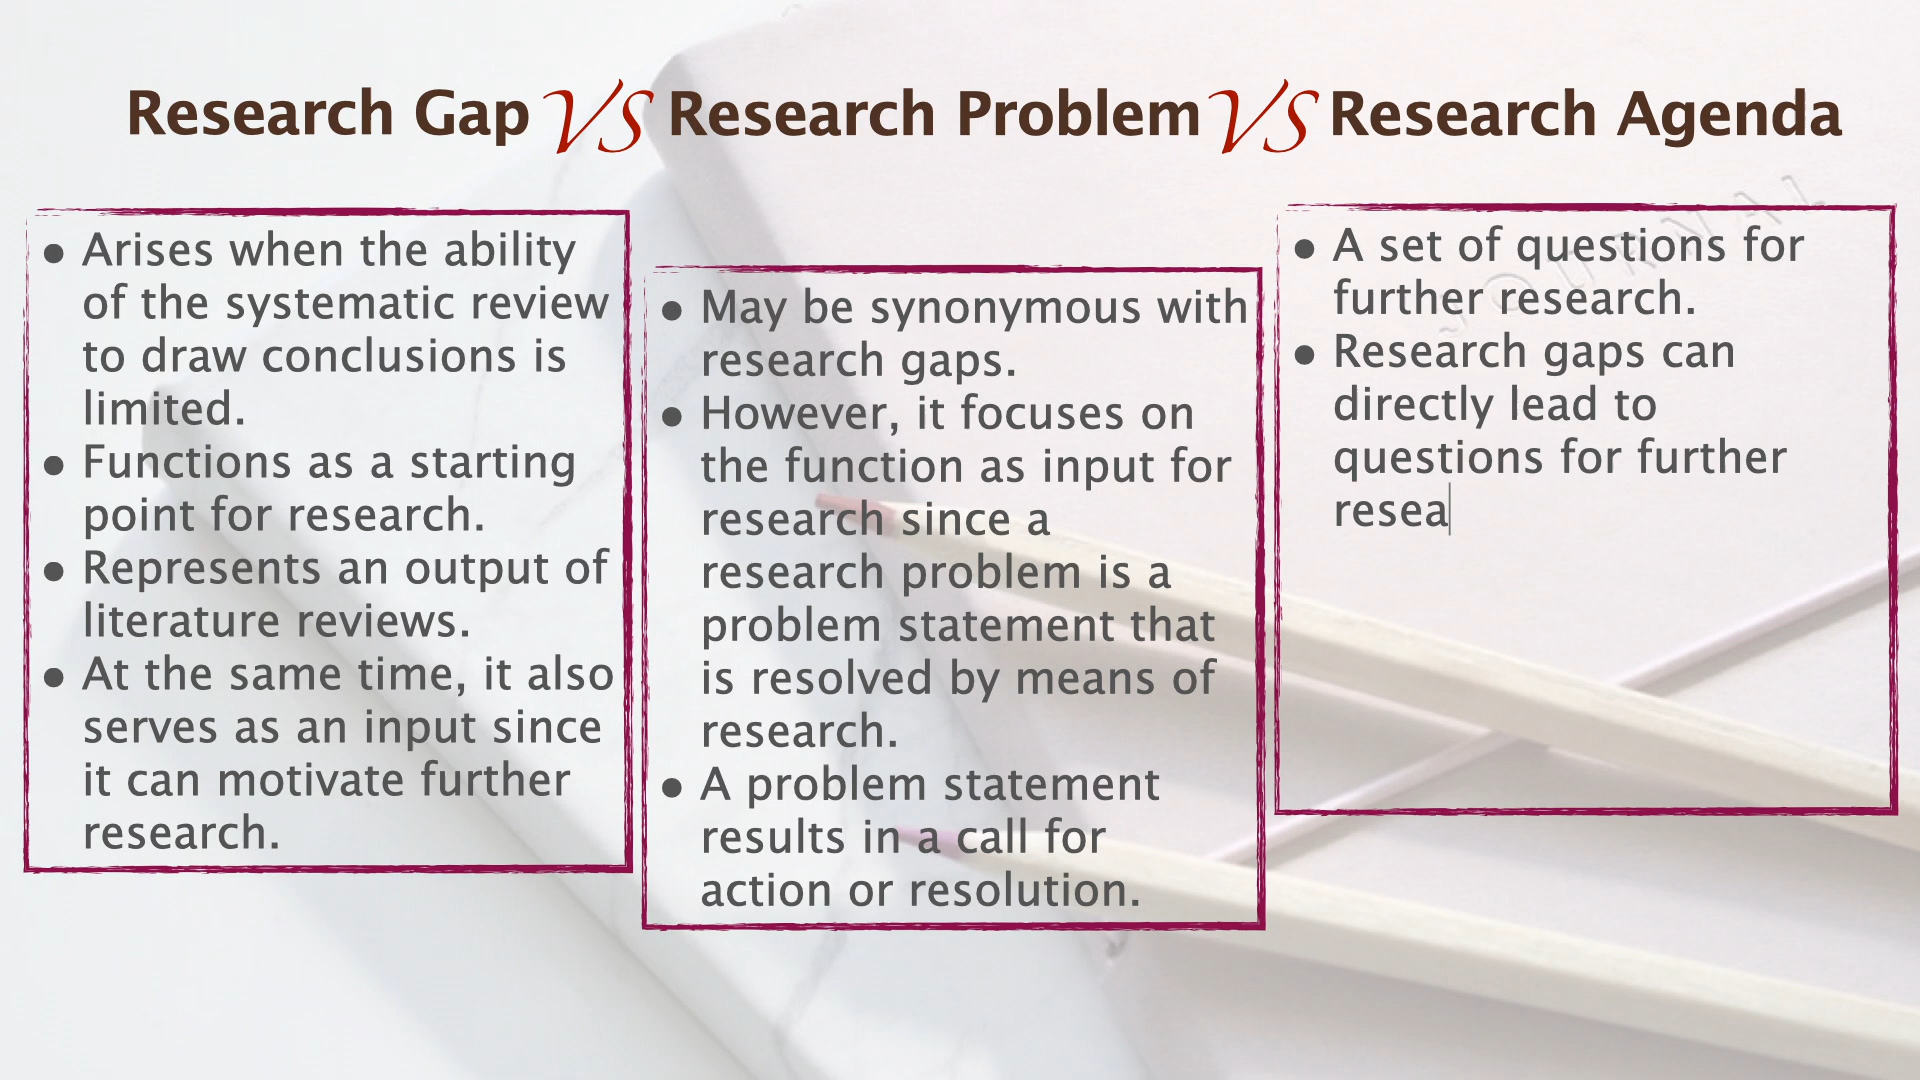 Research Gap VS Research Problem VS Research Agenda
● Arises when the ability
of the systematic review
to draw conclusions is
limited.
● Functions as a starting
point for research.
● Represents an output of
literature reviews.
● At the same time, it also
serves as an input since
it can motivate further
research.
● May be synonymous with
research gaps.
● However, it focuses on
the function as input for
research since a
research problem is a
problem statement that
is resolved by means of
research.
● A problem statement
results in a call for
action or resolution.
● A set of questions for
further research.
● Research gaps can
directly lead to
questions for further
resea
JOURNAL